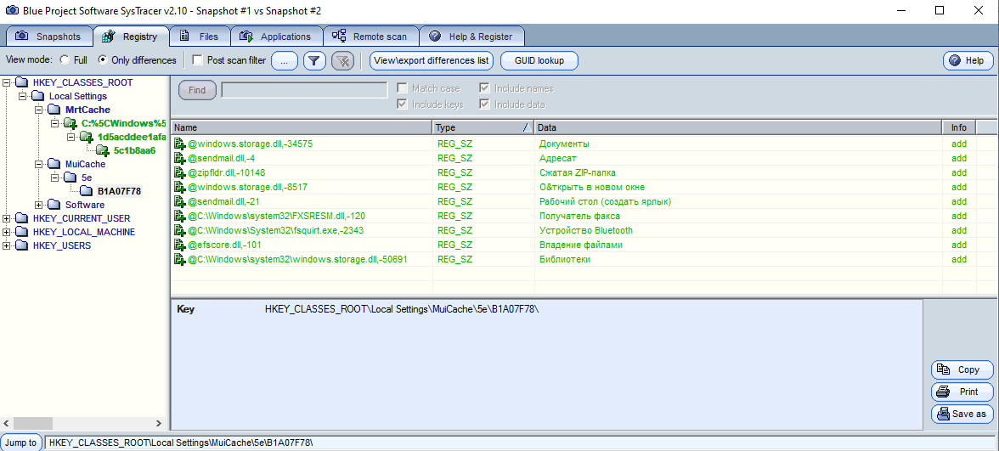 Blue Project Software SysTracer v2.10 - Snapshot #1 vs Snapshot #2
Snapshots Registry Files Applications Remote scan Help & Register
View mode: Full Only differences Post scan filter ... View\export differences list GUID lookup Help
HKEY_CLASSES_ROOT
Local Settings
MrtCache
C:%5CWindows%5
1d5acddee1afa
5c1b8aa6
MuiCache
5e
B1A07F78
Software
HKEY_CURRENT_USER
HKEY_LOCAL_MACHINE
HKEY_USERS
Find Match case Include names
Include keys Include data
Name Type Data Info
@windows.storage.dll,-34575 REG_SZ Документы add
@sendmail.dll,-4 REG_SZ Адресат add
@zipfldr.dll,-10148 REG_SZ Сжатая ZIP-папка add
@windows.storage.dll,-8517 REG_SZ О&ткрыть в новом окне add
@sendmail.dll,-21 REG_SZ Рабочий стол (создать ярлык) add
@C:\Windows\system32\FXSRESM.dll,-120 REG_SZ Получатель факса add
@C:\Windows\System32\fsquirt.exe,-2343 REG_SZ Устройство Bluetooth add
@efscore.dll,-101 REG_SZ Владение файлами add
@C:\Windows\system32\windows.storage.dll,-50691 REG_SZ Библиотеки add
Key HKEY_CLASSES_ROOT\Local Settings\MuiCache\5e\B1A07F78\
Copy
Print
Save as
Jump to HKEY_CLASSES_ROOT\Local Settings\MuiCache\5e\B1A07F78\